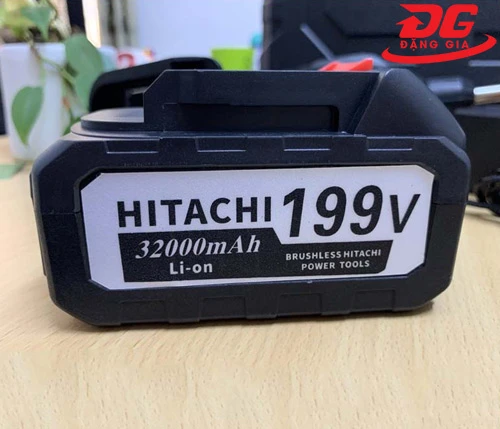 ĐG
ĐẶNG GIA
HITACHI 199V
32000mAh
Li-on
BRUSHLESS HITACHI
POWER TOOLS